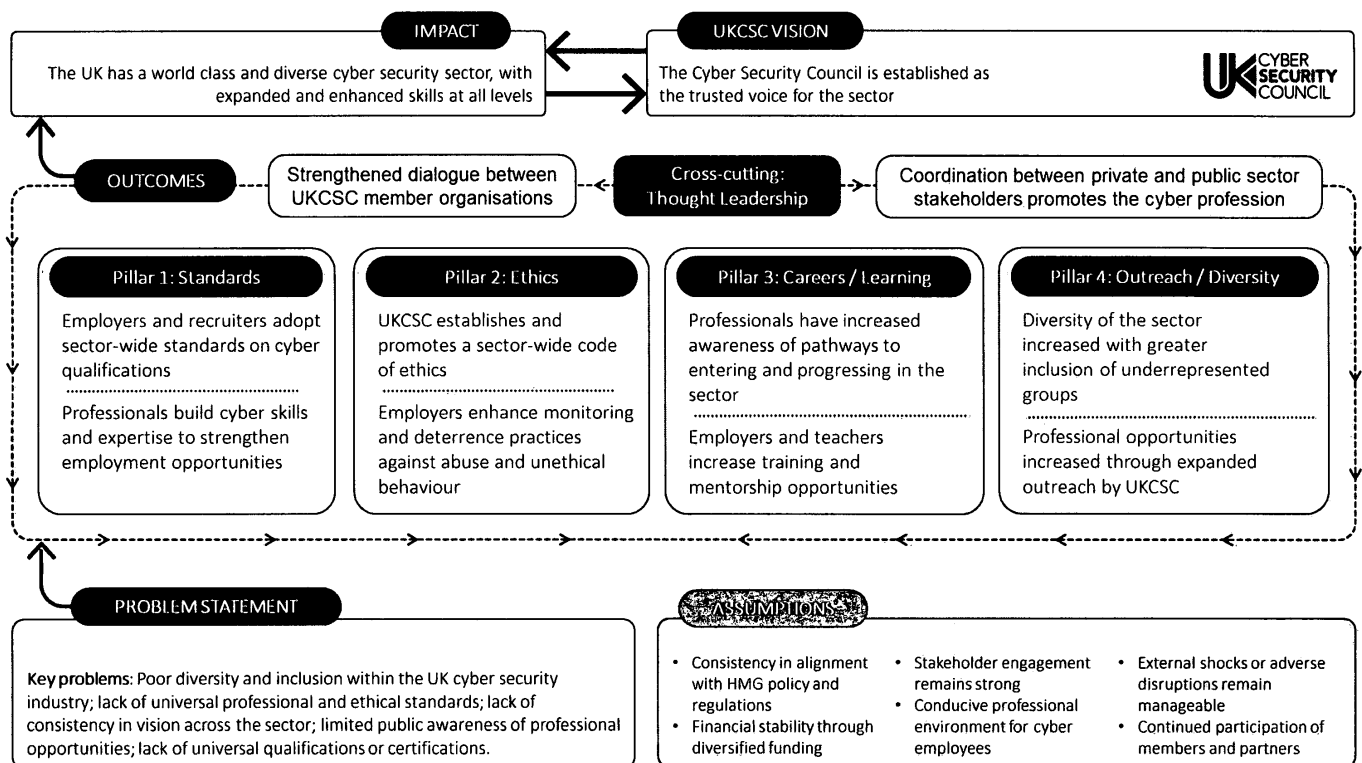 IMPACT
The UK has a world class and diverse cyber security sector, with
expanded and enhanced skills at all levels
UKCSC VISION
The Cyber Security Council is established as
the trusted voice for the sector
UK CYBER
SECURITY
COUNCIL
OUTCOMES
Strengthened dialogue between
UKCSC member organisations
Cross-cutting:
Thought Leadership
Coordination between private and public sector
stakeholders promotes the cyber profession
Pillar 1: Standards
Employers and recruiters adopt
sector-wide standards on cyber
qualifications
Professionals build cyber skills
and expertise to strengthen
employment opportunities
Pillar 2: Ethics
UKCSC establishes and
promotes a sector-wide code
of ethics
Employers enhance monitoring
and deterrence practices
against abuse and unethical
behaviour
Pillar 3: Careers / Learning
Professionals have increased
awareness of pathways to
entering and progressing in the
sector
Employers and teachers
increase training and
mentorship opportunities
Pillar 4: Outreach / Diversity
Diversity of the sector
increased with greater
inclusion of underrepresented
groups
Professional opportunities
increased through expanded
outreach by UKCSC
PROBLEM STATEMENT
Key problems: Poor diversity and inclusion within the UK cyber security
industry; lack of universal professional and ethical standards; lack of
consistency in vision across the sector; limited public awareness of professional
opportunities; lack of universal qualifications or certifications.
ASSUMPTIONS
• Consistency in alignment
with HMG policy and
regulations
• Financial stability through
diversified funding
• Stakeholder engagement
remains strong
• Conducive professional
environment for cyber
employees
• External shocks or adverse
disruptions remain
manageable
• Continued participation of
members and partners